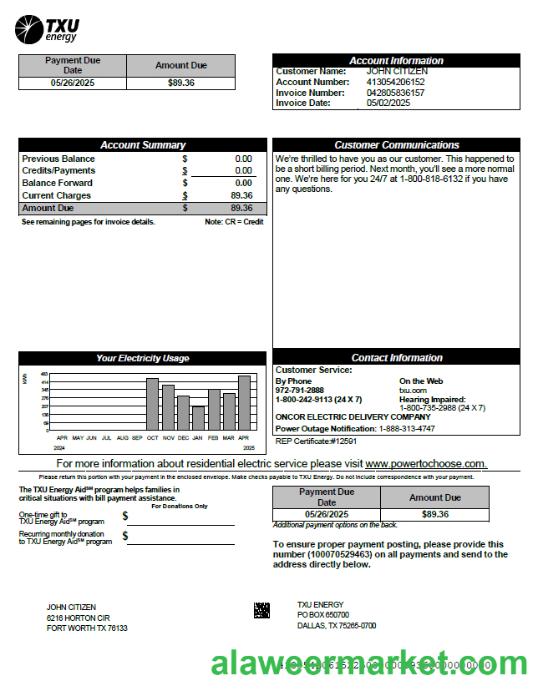 TXU
energy
Payment Due Date
Amount Due
05/26/2025
$89.36
Account Information
Customer Name: JOHN CITIZEN
Account Number: 413054206152
Invoice Number: 042805836157
Invoice Date: 05/02/2025
Account Summary
Previous Balance $ 0.00
Credits/Payments $ 0.00
Balance Forward $ 0.00
Current Charges $ 89.36
Amount Due $ 89.36
See remaining pages for invoice details. Note: CR = Credit
Customer Communications
We're thrilled to have you as our customer. This happened to
be a short billing period. Next month, you'll see a more normal
one. We're here for you 24/7 at 1-800-818-6132 if you have
any questions.
Your Electricity Usage
kWh
APR MAY JUN JUL AUG SEP OCT NOV DEC JAN FEB MAR APR
2024 2025
Contact Information
Customer Service:
By Phone
972-791-2888
1-800-242-9113 (24 X 7)
On the Web
txu.com
Hearing Impaired:
1-800-735-2988 (24 X 7)
ONCOR ELECTRIC DELIVERY COMPANY
Power Outage Notification: 1-888-313-4747
REP Certificate:#12591
For more information about residential electric service please visit www.powertochoose.com.
Please return this portion with your payment in the enclosed envelope. Make checks payable to TXU Energy. Do not include correspondence with your payment.
The TXU Energy Aid℠ program helps families in
critical situations with bill payment assistance.
For Donations Only
One-time gift to
TXU Energy Aid℠ program $
Recurring monthly donation
to TXU Energy Aid℠ program $
Payment Due Date
Amount Due
05/26/2025
$89.36
Additional payment options on the back.
To ensure proper payment posting, please provide this
number (100070529463) on all payments and send to the
address directly below.
JOHN CITIZEN
6216 HORTON CIR
FORT WORTH TX 76133
TXU ENERGY
PO BOX 650700
DALLAS, TX 75265-0700
alaweermarket.com